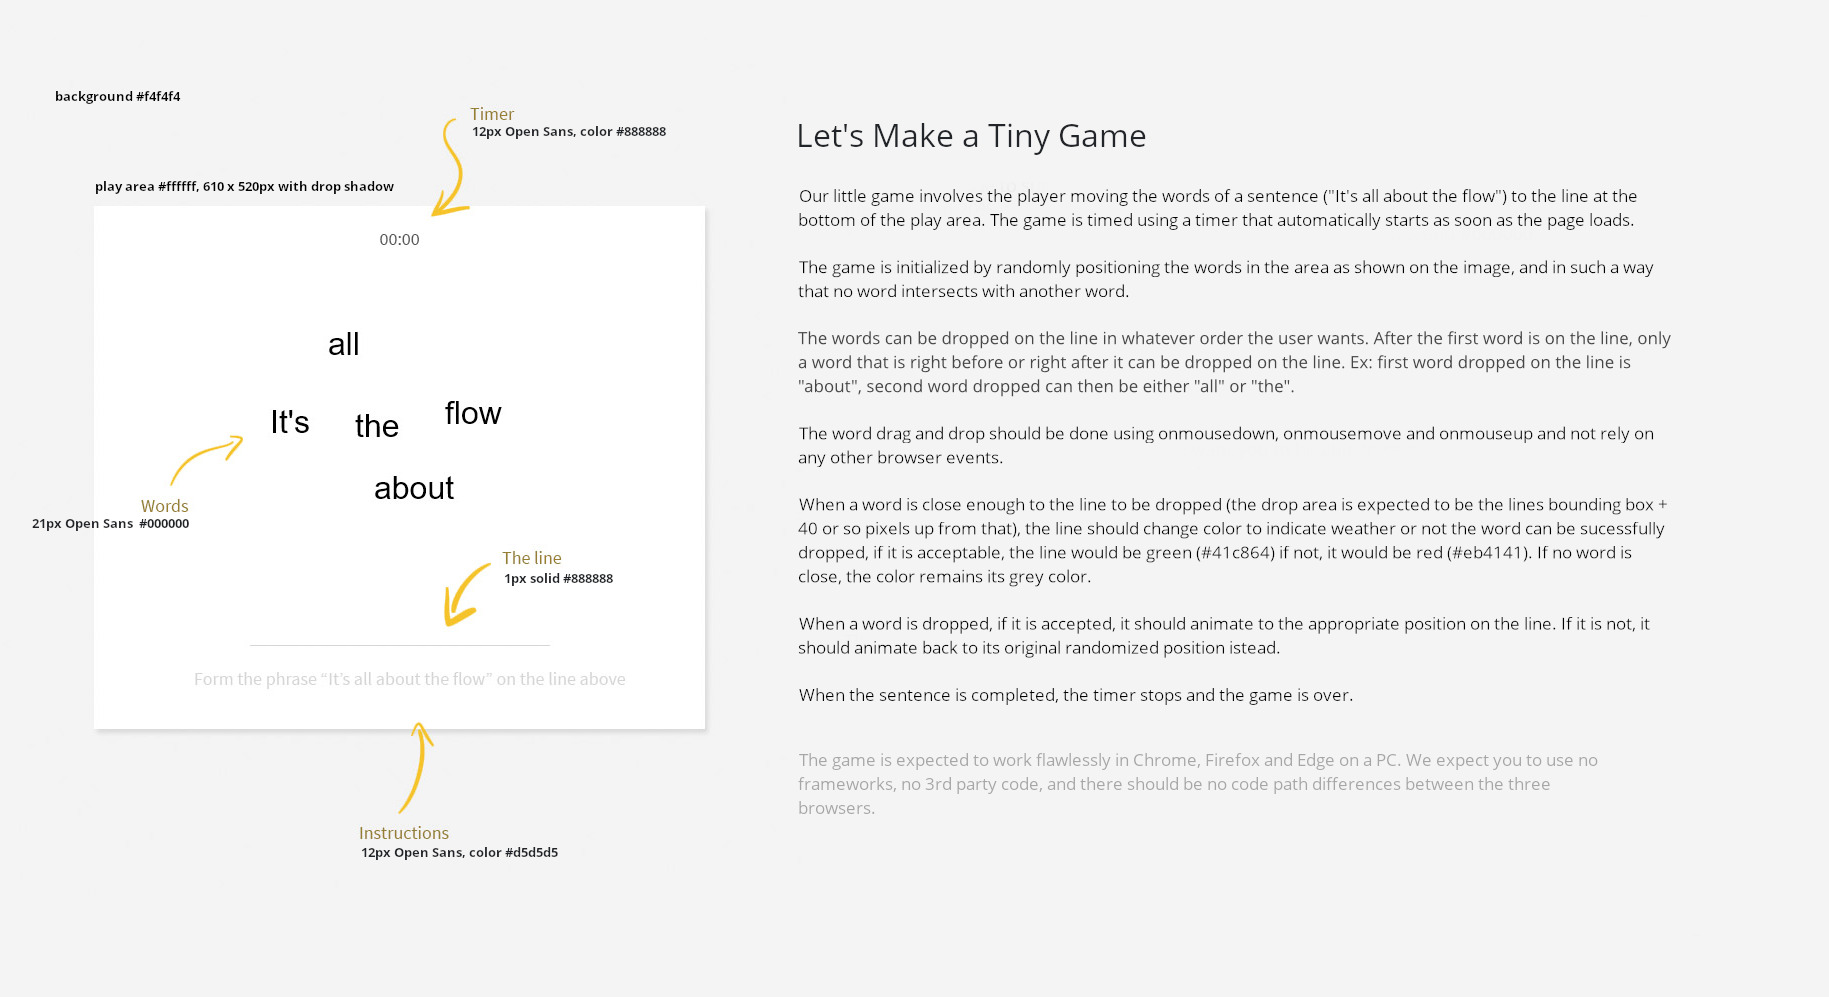 background #f4f4f4
Timer
12px Open Sans, color #888888
play area #ffffff, 610 x 520px with drop shadow
00:00
all
It's
the
flow
about
Words
21px Open Sans #000000
The line
1px solid #888888
Form the phrase “It’s all about the flow” on the line above
Instructions
12px Open Sans, color #d5d5d5
Let's Make a Tiny Game
Our little game involves the player moving the words of a sentence ("It's all about the flow") to the line at the
bottom of the play area. The game is timed using a timer that automatically starts as soon as the page loads.
The game is initialized by randomly positioning the words in the area as shown on the image, and in such a way
that no word intersects with another word.
The words can be dropped on the line in whatever order the user wants. After the first word is on the line, only
a word that is right before or right after it can be dropped on the line. Ex: first word dropped on the line is
"about", second word dropped can then be either "all" or "the".
The word drag and drop should be done using onmousedown, onmousemove and onmouseup and not rely on
any other browser events.
When a word is close enough to the line to be dropped (the drop area is expected to be the lines bounding box +
40 or so pixels up from that), the line should change color to indicate weather or not the word can be sucessfully
dropped, if it is acceptable, the line would be green (#41c864) if not, it would be red (#eb4141). If no word is
close, the color remains its grey color.
When a word is dropped, if it is accepted, it should animate to the appropriate position on the line. If it is not, it
should animate back to its original randomized position istead.
When the sentence is completed, the timer stops and the game is over.
The game is expected to work flawlessly in Chrome, Firefox and Edge on a PC. We expect you to use no
frameworks, no 3rd party code, and there should be no code path differences between the three
browsers.